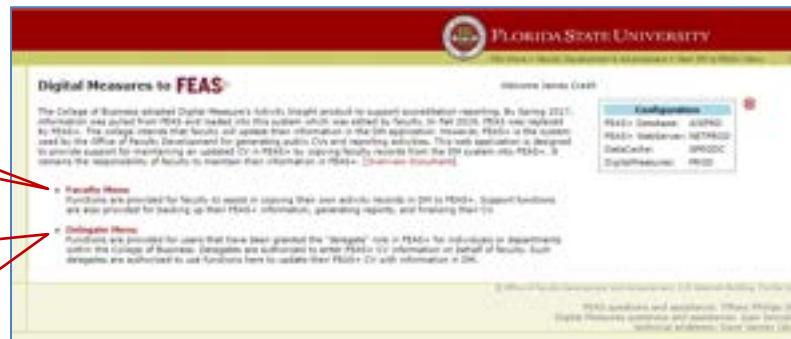 FLORIDA STATE UNIVERSITY
Digital Measures to FEAS+
Welcome James Credit
The College of Business adopted Digital Measure's Activity Insight product to support accreditation reporting. By Spring 2017,
information was pulled from FEAS and loaded into this system which was edited by faculty. In Fall 2019, FEAS was replaced
by FEAS+. The college intends that faculty will update their information in the DM application. However, FEAS+ is the system
used by the Office of Faculty Development for generating public CVs and reporting activities. This web application is designed
to provide support for maintaining an updated CV in FEAS+ by copying faculty records from the DM system into FEAS+. It
remains the responsibility of faculty to maintain their information in FEAS+. [Overview Document]
Configuration
FEAS+ Database:
FEAS+ WebServer: NETPROD
DataCache:
DigitalMeasures: PROD
Faculty Menu
Functions are provided for faculty to assist in copying their own activity records in DM to FEAS+. Support functions
are also provided for backing up their FEAS+ information, generating reports, and finalizing their CV.
Delegate Menu
Functions are provided for users that have been granted the "delegate" role in FEAS+ for individuals or departments
within the College of Business. Delegates are authorized to enter FEAS+ CV information on behalf of faculty. Such
delegates are authorized to use functions here to update their FEAS+ CV with information in DM.
FEAS questions and assistance:
Digital Measures questions and assistance:
technical problems: